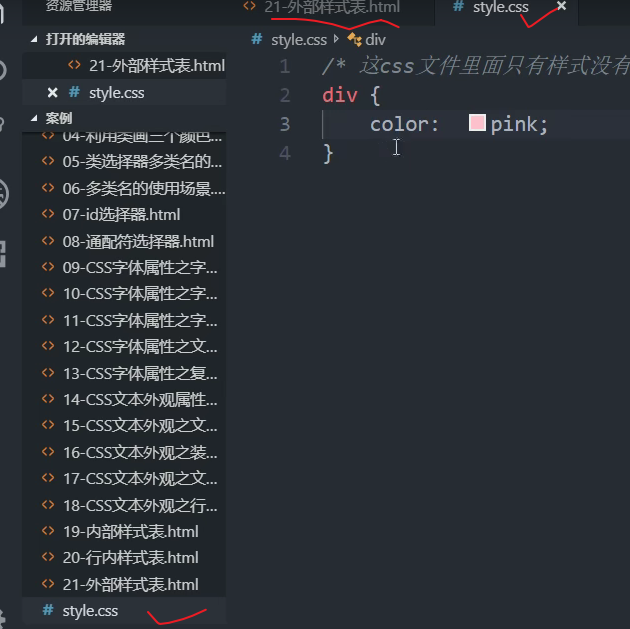 资源管理器
打开的编辑器
21-外部样式表.html
style.css
案例
04-利用类画三个颜色...
05-类选择器多类名的...
06-多类名的使用场景....
07-id选择器.html
08-通配符选择器.html
09-CSS字体属性之字...
10-CSS字体属性之字...
11-CSS字体属性之字...
12-CSS字体属性之文...
13-CSS字体属性之复...
14-CSS文本外观属性...
15-CSS文本外观之文...
16-CSS文本外观之装...
17-CSS文本外观之文...
18-CSS文本外观之行...
19-内部样式表.html
20-行内样式表.html
21-外部样式表.html
style.css
21-外部样式表.html style.css
style.css div
1 /* 这css文件里面只有样式没有
2 div {
3 color: pink;
4 }